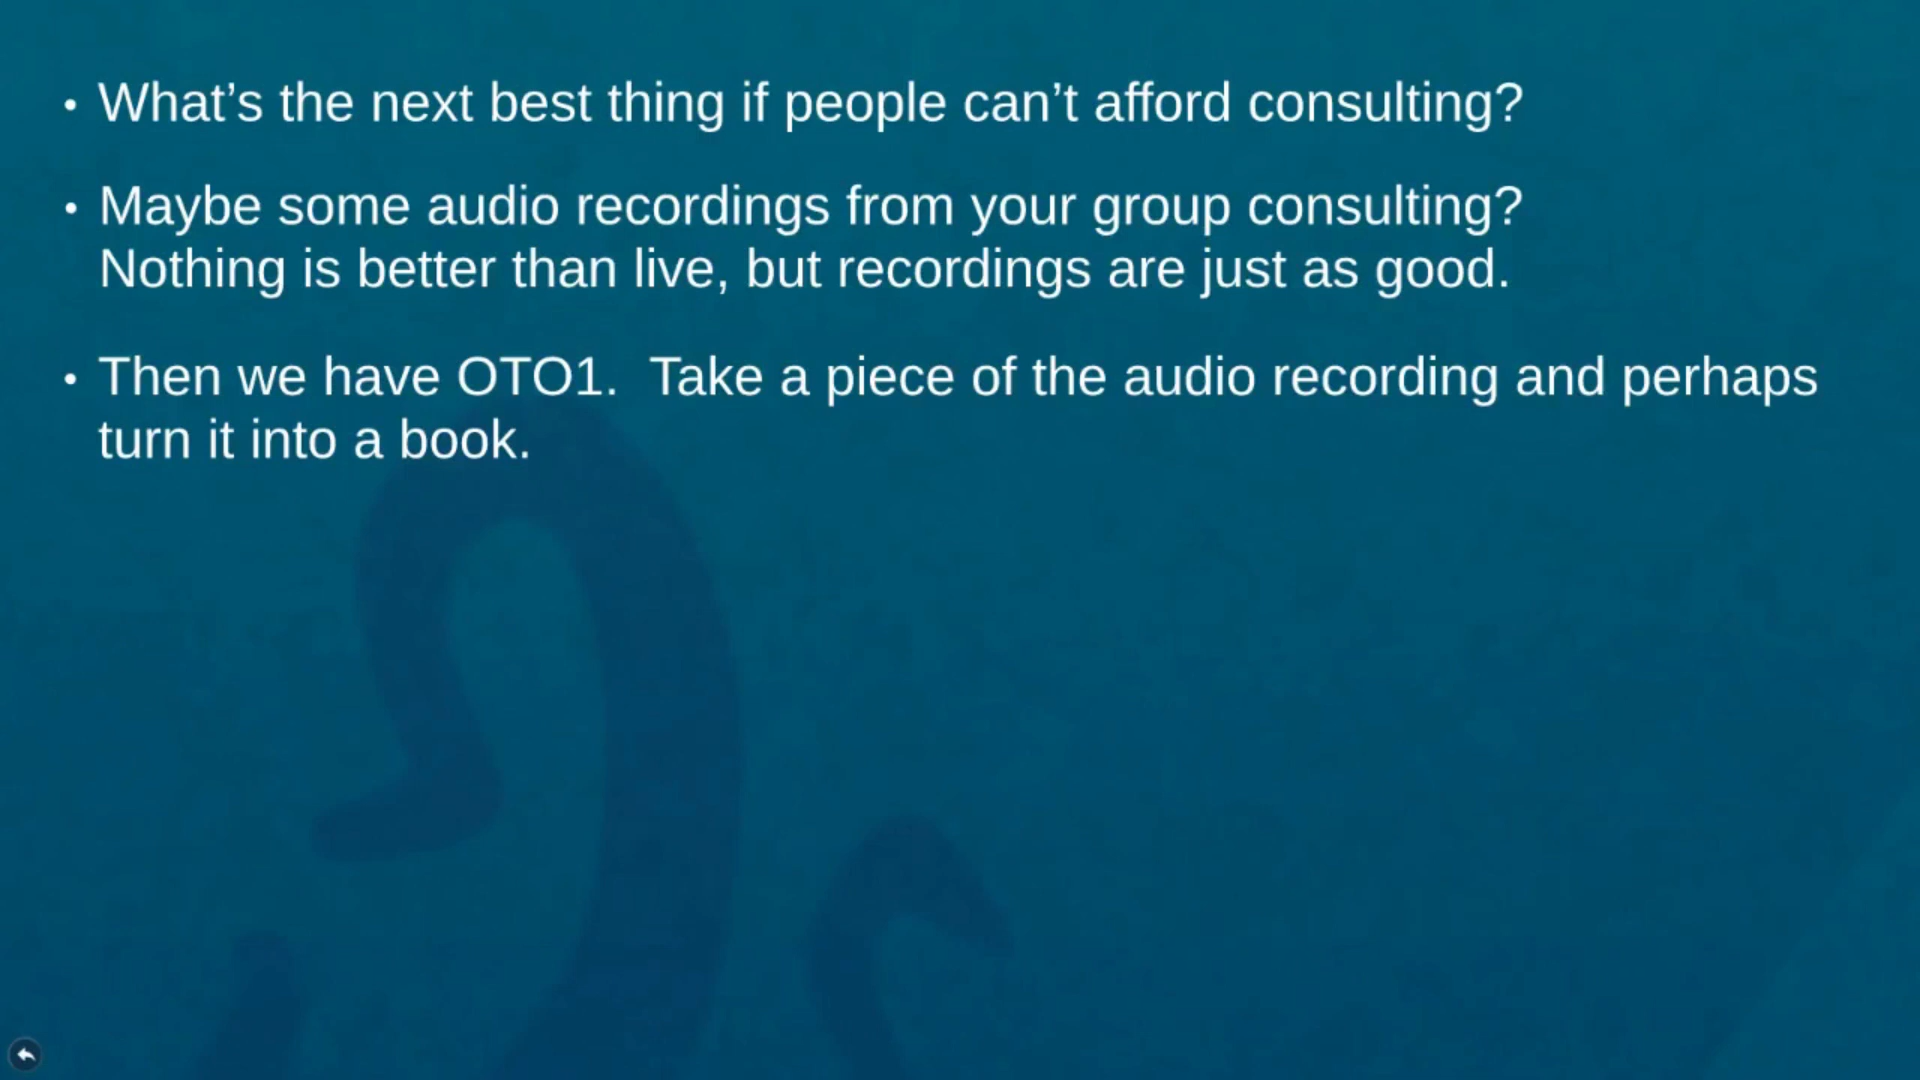 • What’s the next best thing if people can’t afford consulting?
• Maybe some audio recordings from your group consulting?
Nothing is better than live, but recordings are just as good.
• Then we have OTO1.  Take a piece of the audio recording and perhaps
turn it into a book.